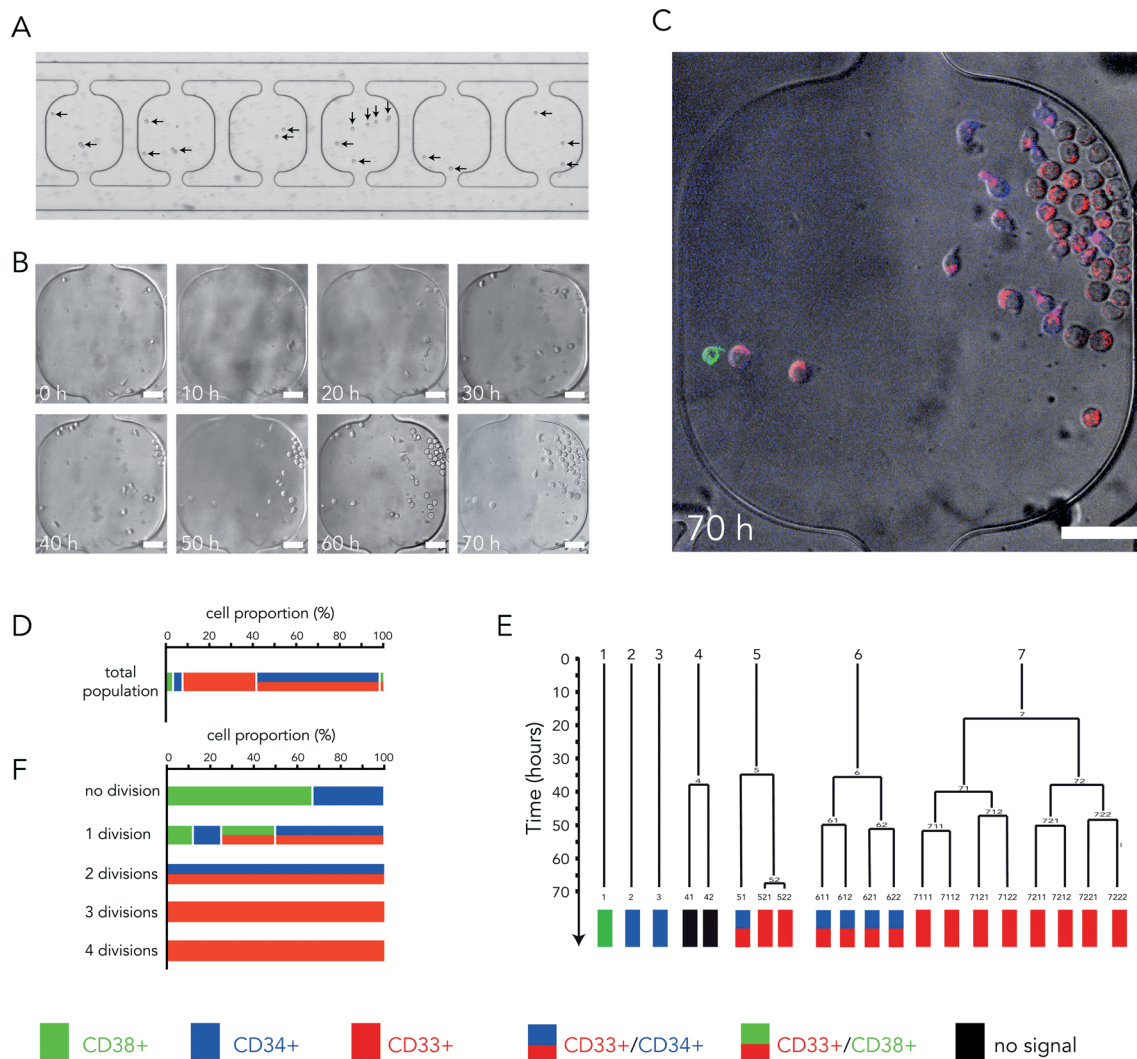 A
C
B
0 h
10 h
20 h
30 h
40 h
50 h
60 h
70 h
70 h
D
cell proportion (%)
0 20 40 60 80 100
total
population
F
cell proportion (%)
0 20 40 60 80 100
no division
1 division
2 divisions
3 divisions
4 divisions
E
Time (hours)
0
10
20
30
40
50
60
70
1 2 3 4 5 6 7
7
4 5 6 71 72
61 62 711 712 721 722
52
1 2 3 41 42 51 521 522 611 612 621 622 7111 7112 7121 7122 7211 7212 7221 7222
CD38+
CD34+
CD33+
CD33+/CD34+
CD33+/CD38+
no signal